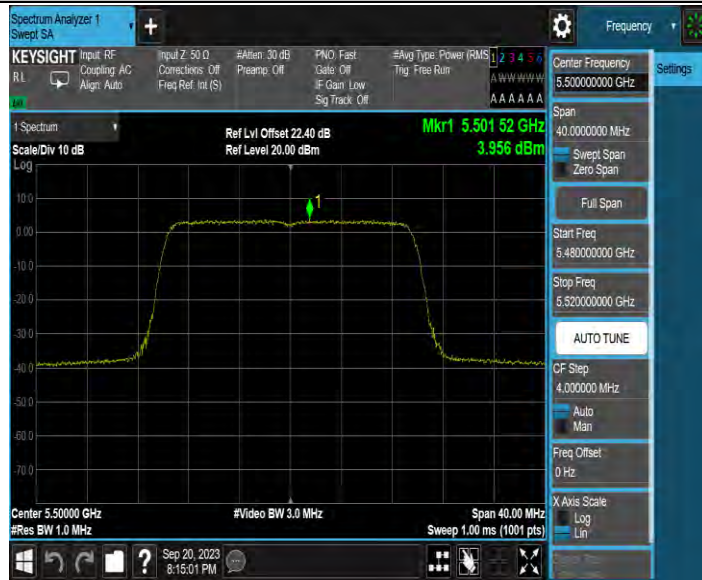 Spectrum Analyzer 1
Swept SA
+
Frequency
KEYSIGHT
RL
Input: RF
Coupling: AC
Align: Auto
Input Z: 50 Ω
Corrections: Off
Freq Ref: Int (S)
#Atten: 30 dB
Preamp: Off
PNO: Fast
Gate: Off
IF Gain: Low
Sig Track: Off
#Avg Type: Power (RMS
Trig: Free Run
1 2 3 4 5 6
A W W W W W
A A A A A A
Center Frequency
5.500000000 GHz
Settings
Span
40.0000000 MHz
Swept Span
Zero Span
Full Span
Start Freq
5.480000000 GHz
Stop Freq
5.520000000 GHz
AUTO TUNE
CF Step
4.000000 MHz
Auto
Man
Freq Offset
0 Hz
X Axis Scale
Log
Lin
1 Spectrum
Scale/Div 10 dB
Ref Lvl Offset 22.40 dB
Ref Level 20.00 dBm
Mkr1 5.501 52 GHz
3.956 dBm
Log
10.0
0.00
-10.0
-20.0
-30.0
-40.0
-50.0
-60.0
-70.0
1
Center 5.50000 GHz
#Res BW 1.0 MHz
#Video BW 3.0 MHz
Span 40.00 MHz
Sweep 1.00 ms (1001 pts)
?
Sep 20, 2023
8:15:01 PM